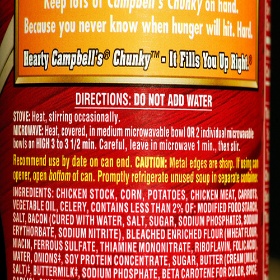 Keep lots of Campbell's Chunky on hand.
Because you never know when hunger will hit. Hard.
Hearty Campbell's® Chunky™ - It Fills You Up Right.®
DIRECTIONS: DO NOT ADD WATER
STOVE: Heat, stirring occasionally.
MICROWAVE: Heat, covered, in medium microwavable bowl OR 2 individual microwavable
bowls on HIGH 3 to 3 1/2 min. Careful, leave in microwave 1 min., then stir.
Recommend use by date on can end. CAUTION: Metal edges are sharp. If using can
opener, open bottom of can. Promptly refrigerate unused soup in separate container.
INGREDIENTS: CHICKEN STOCK, CORN, POTATOES, CHICKEN MEAT, CARROTS,
VEGETABLE OIL, CELERY, CONTAINS LESS THAN 2% OF: MODIFIED FOOD STARCH,
SALT, BACON (CURED WITH WATER, SALT, SUGAR, SODIUM PHOSPHATES, SODIUM
ERYTHORBATE, SODIUM NITRITE), BLEACHED ENRICHED FLOUR (WHEAT FLOUR,
NIACIN, FERROUS SULFATE, THIAMINE MONONITRATE, RIBOFLAVIN, FOLIC ACID),
WATER, ONIONS‡, SOY PROTEIN CONCENTRATE, SUGAR, BUTTER (CREAM (MILK),
SALT)‡, BUTTERMILK‡, SODIUM PHOSPHATE, BETA CAROTENE FOR COLOR, SPICE,